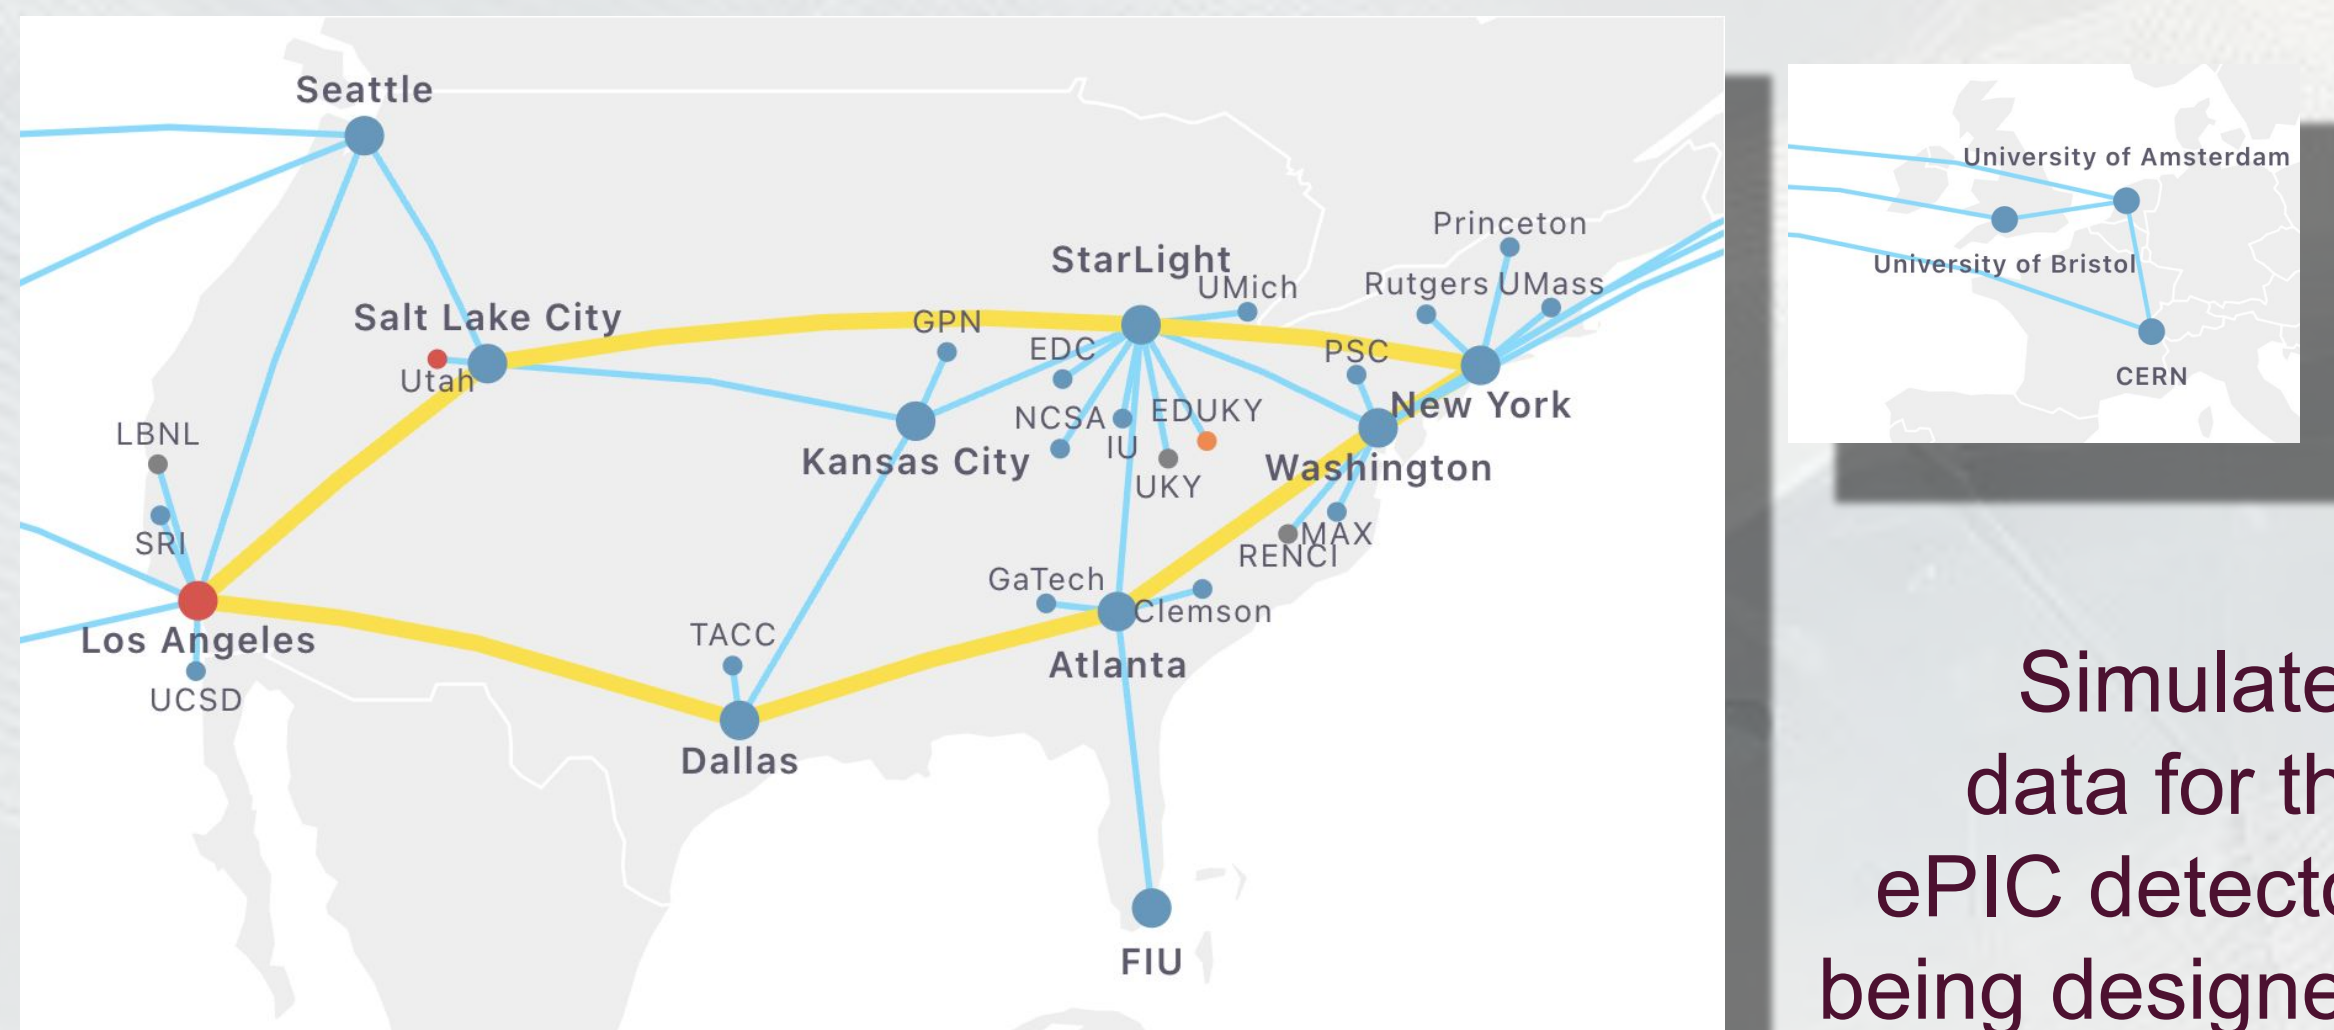 Seattle
Princeton
StarLight
UMich
Rutgers
UMass
Salt Lake City
GPN
EDC
PSC
Utah
New York
NCSA
EDUKY
LBNL
IU
Kansas City
Washington
UKY
SRI
MAX
RENCI
GaTech
Clemson
Los Angeles
TACC
Atlanta
UCSD
Dallas
FIU
University of Amsterdam
University of Bristol
CERN
Simulate
data for th
ePIC detecto
being designe